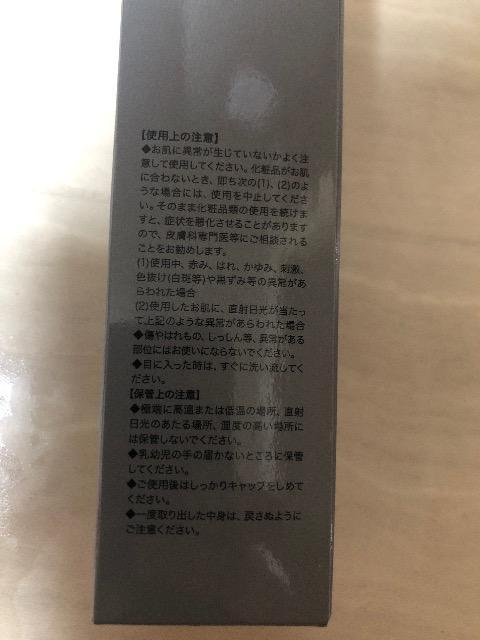 【使用上の注意】
◆お肌に異常が生じていないかよく注
意して使用してください。化粧品がお肌
に合わないとき、即ち次の(1)、(2)のよ
うな場合には、使用を中止してくださ
い。そのまま化粧品類の使用を続けま
すと、症状を悪化させることがあります
ので、皮膚科専門医等にご相談される
ことをお勧めします。
(1)使用中、赤み、はれ、かゆみ、刺激、
色抜け(白斑等)や黒ずみ等の異常があ
らわれた場合
(2)使用したお肌に、直射日光が当たっ
て上記のような異常があらわれた場合
◆傷やはれもの、しっしん等、異常がある
部位にはお使いにならないでください。
◆目に入った時は、すぐに洗い流してく
ださい。
【保管上の注意】
◆極端に高温または低温の場所、直射
日光のあたる場所、湿度の高い場所に
は保管しないでください。
◆乳幼児の手の届かないところに保管
してください。
◆ご使用後はしっかりキャップをしめて
ください。
◆一度取り出した中身は、戻さぬように
ご注意ください。